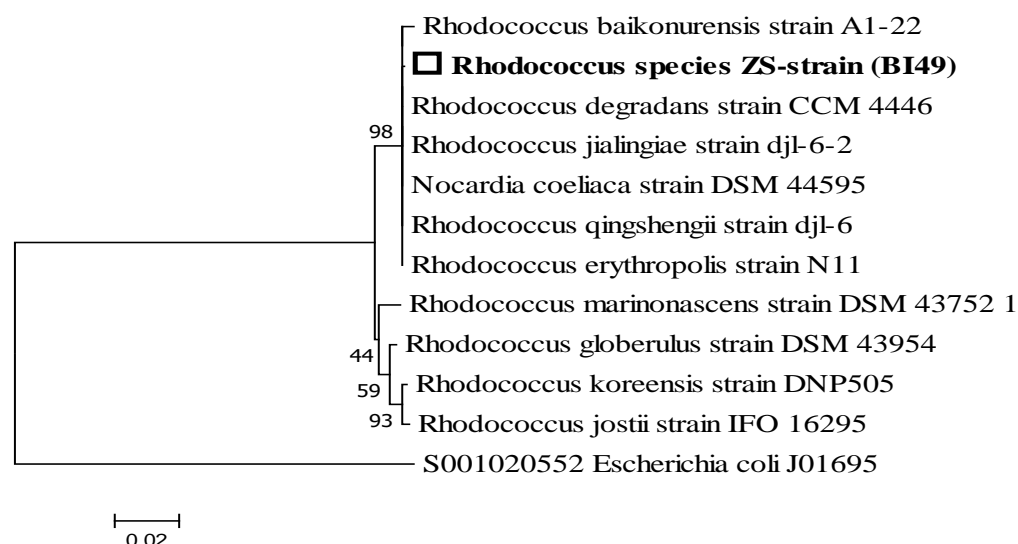 Rhodococcus baikonurensis strain A1-22
Rhodococcus species ZS-strain (BI49)
Rhodococcus degradans strain CCM 4446
98
Rhodococcus jialingiae strain djl-6-2
Nocardia coeliaca strain DSM 44595
Rhodococcus qingshengii strain djl-6
Rhodococcus erythropolis strain N11
Rhodococcus marinonascens strain DSM 43752 1
Rhodococcus globerulus strain DSM 43954
44
Rhodococcus koreensis strain DNP505
59
Rhodococcus jostii strain IFO 16295
93
S001020552 Escherichia coli J01695
0.02